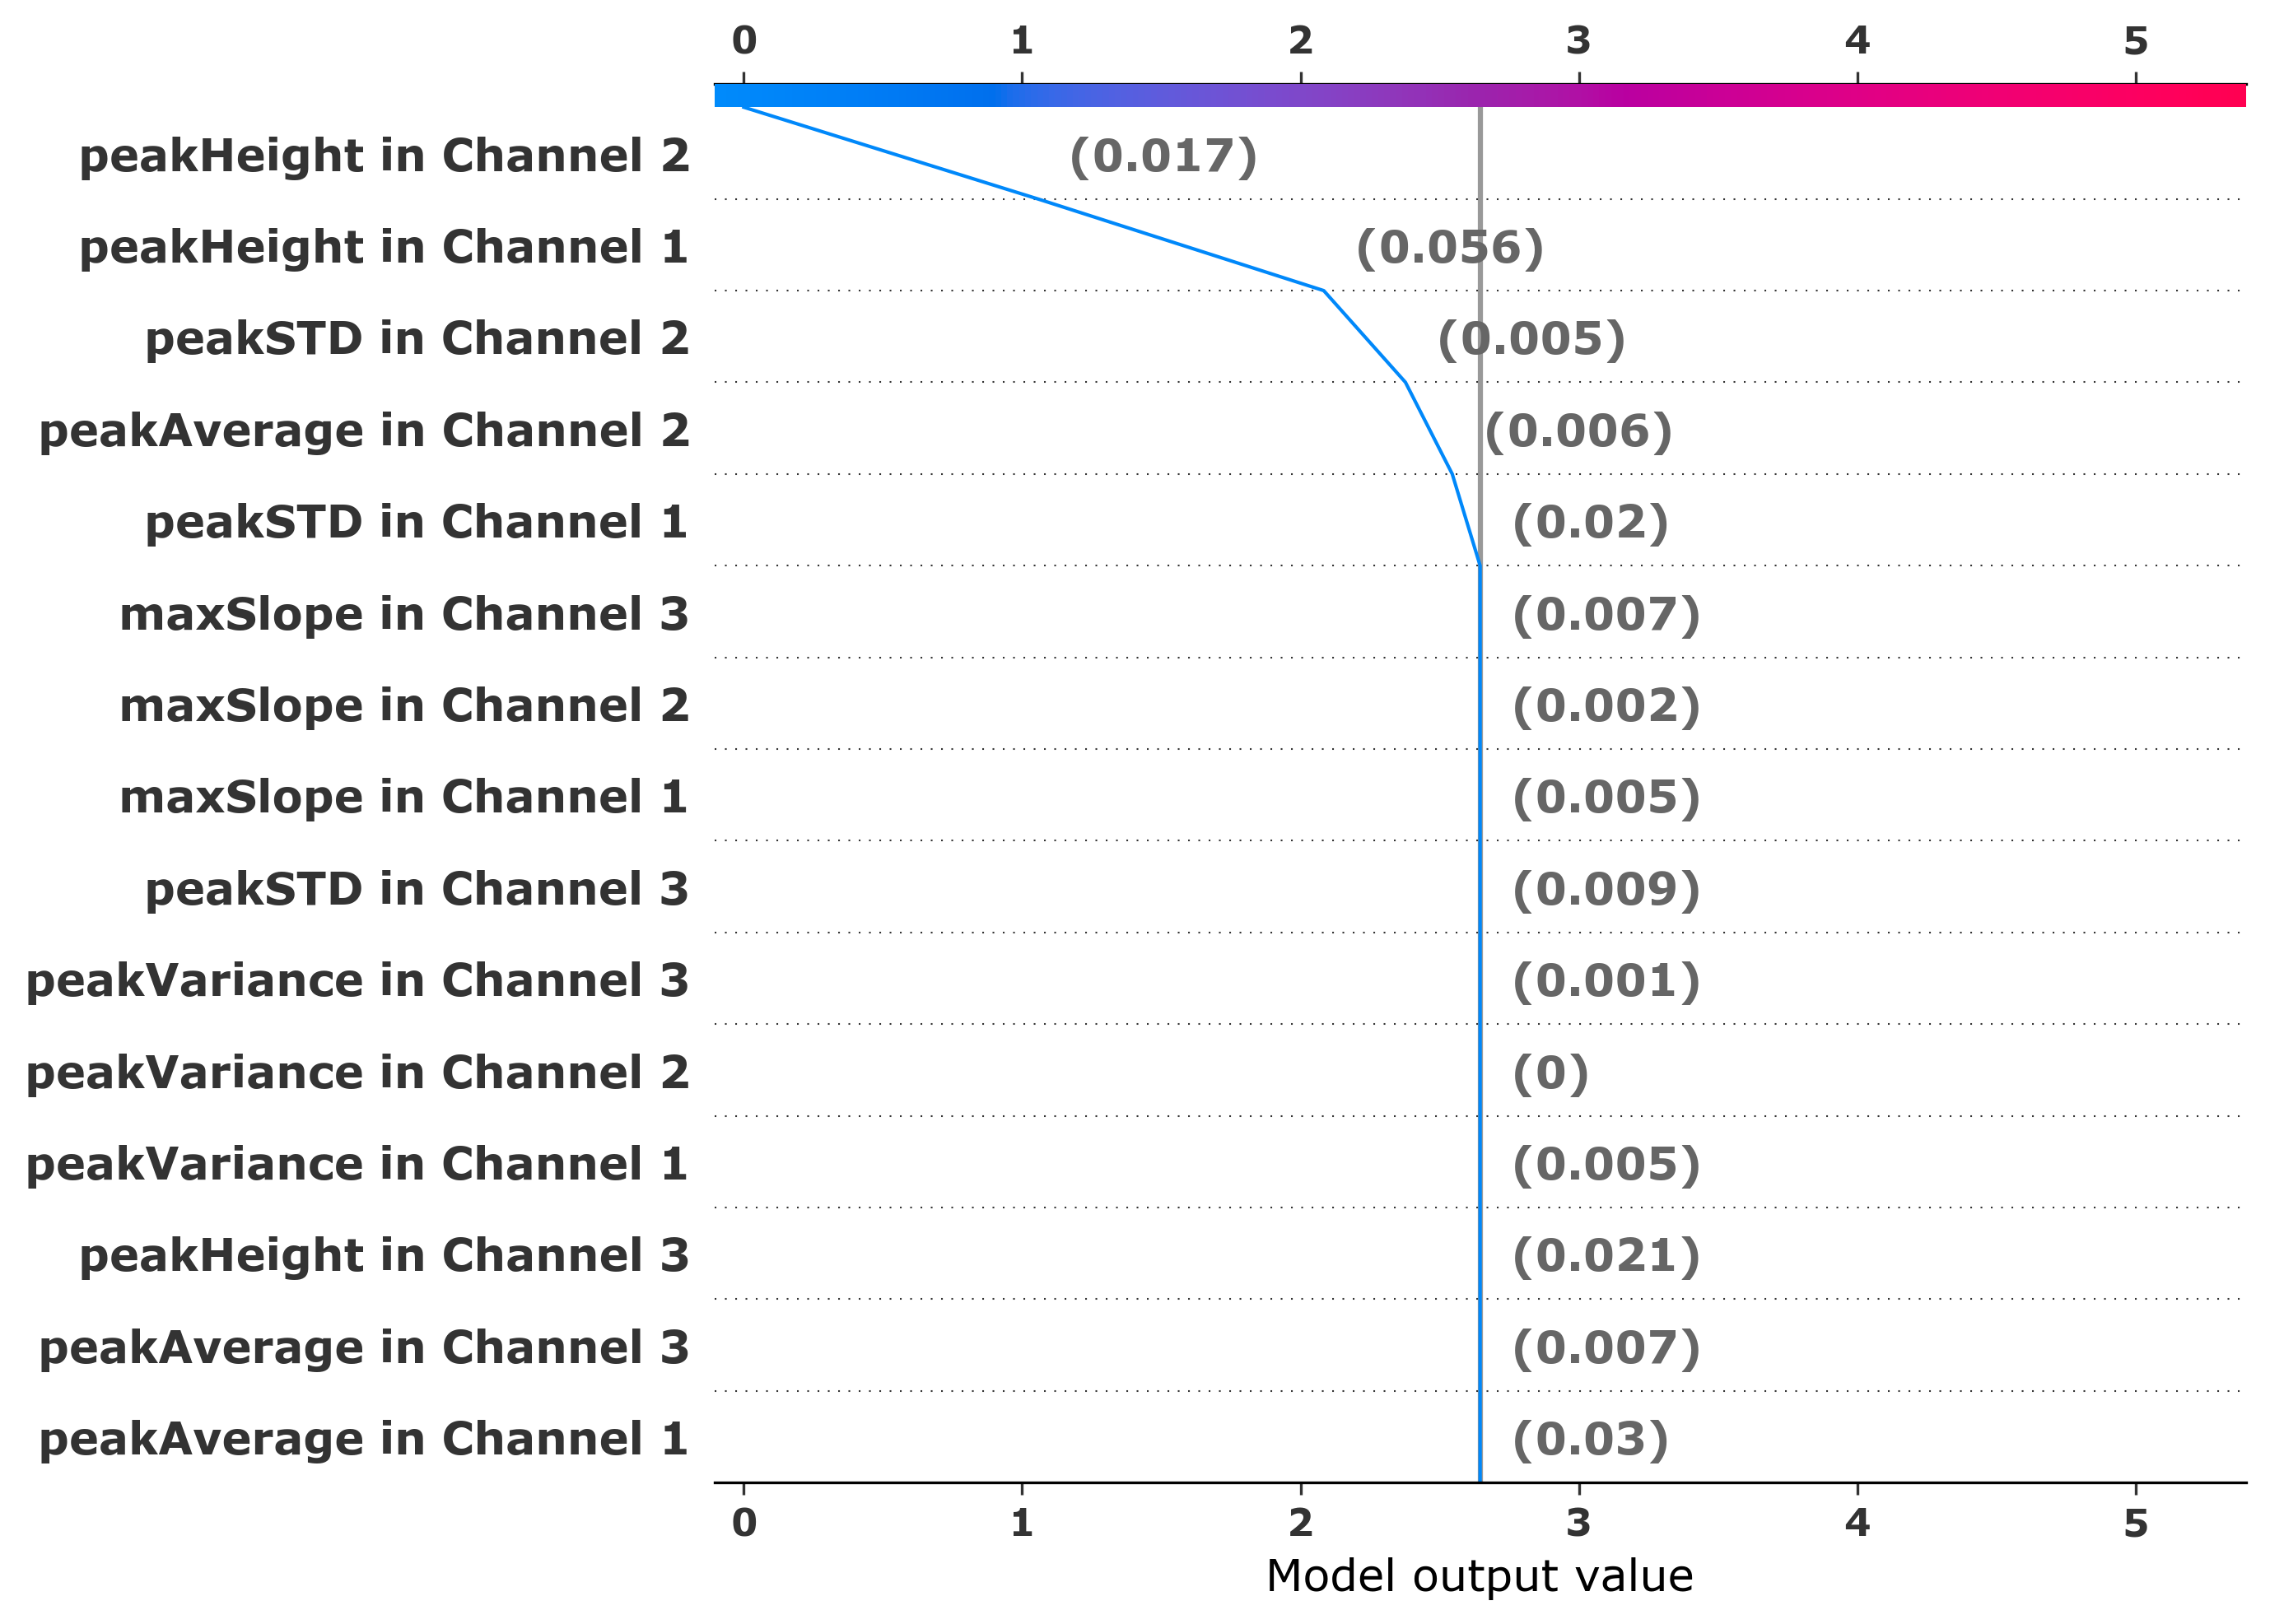 0 1 2 3 4 5
peakHeight in Channel 2 (0.017)
peakHeight in Channel 1 (0.056)
peakSTD in Channel 2 (0.005)
peakAverage in Channel 2 (0.006)
peakSTD in Channel 1 (0.02)
maxSlope in Channel 3 (0.007)
maxSlope in Channel 2 (0.002)
maxSlope in Channel 1 (0.005)
peakSTD in Channel 3 (0.009)
peakVariance in Channel 3 (0.001)
peakVariance in Channel 2 (0)
peakVariance in Channel 1 (0.005)
peakHeight in Channel 3 (0.021)
peakAverage in Channel 3 (0.007)
peakAverage in Channel 1 (0.03)
0 1 2 3 4 5
Model output value